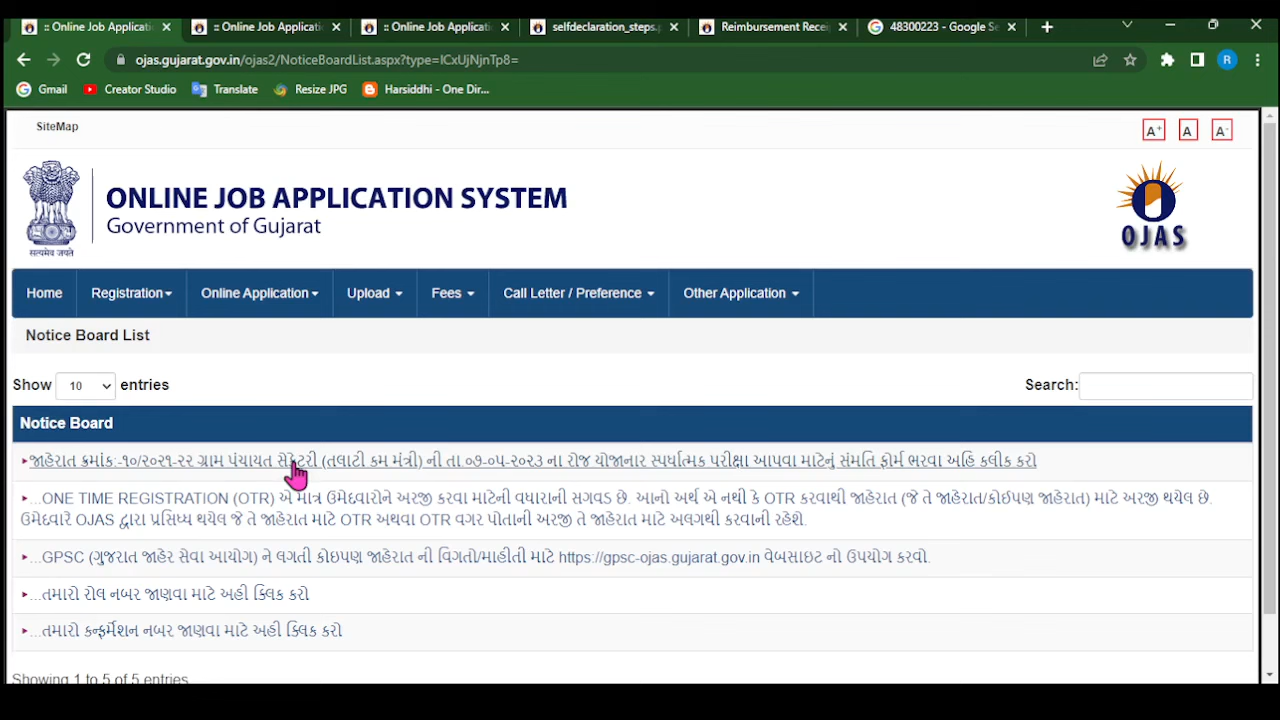 :: Online Job Applicati
:: Online Job Applicati
:: Online Job Applicati
selfdeclaration_steps.p
Reimbursement Recei
48300223 - Google Se
ojas.gujarat.gov.in/ojas2/NoticeBoardList.aspx?type=lCxUjNjnTp8=
R
Gmail Creator Studio Translate Resize JPG Harsiddhi - One Dir...
SiteMap
A+ A A-
सत्यमेव जयते
ONLINE JOB APPLICATION SYSTEM
Government of Gujarat
OJAS
Home Registration Online Application Upload Fees Call Letter / Preference Other Application
Notice Board List
Show 10 entries Search:
Notice Board
જાહેરાત ક્રમાંક:-૧૦/૨૦૨૧-૨૨ ગ્રામ પંચાયત (તલાટી કમ મંત્રી) ની તા ૦૭-૦૫-૨૦૨૩ ના રોજ યોજાનાર સ્પર્ધાત્મક પરીક્ષા આપવા માટેનું સંમતિ ફોર્મ ભરવા અહિ કલીક કરો
...ONE TIME REGISTRATION (OTR) એ માત્ર ઉમેદવારોને અરજી કરવા માટેની વધારાની સગવડ છે. આનો અર્થ એ નથી કે OTR કરવાથી જાહેરાત (જે તે જાહેરાત/કોઈપણ જાહેરાત) માટે અરજી થયેલ છે.
ઉમેદવારે OJAS દ્વારા પ્રસિધ્ધ થયેલ જે તે જાહેરાત માટે OTR અથવા OTR વગર પોતાની અરજી તે જાહેરાત માટે અલગથી કરવાની રહેશે.
...GPSC (ગુજરાત જાહેર સેવા આયોગ) ને લગતી કોઇપણ જાહેરાત ની વિગતો/માહીતી માટે https://gpsc-ojas.gujarat.gov.in વેબસાઇટ નો ઉપયોગ કરવો.
...તમારો રોલ નબર જાણવા માટે અહી ક્લિક કરો
...તમારો કન્ફર્મેશન નબર જાણવા માટે અહી ક્લિક કરો
Showing 1 to 5 of 5 entries